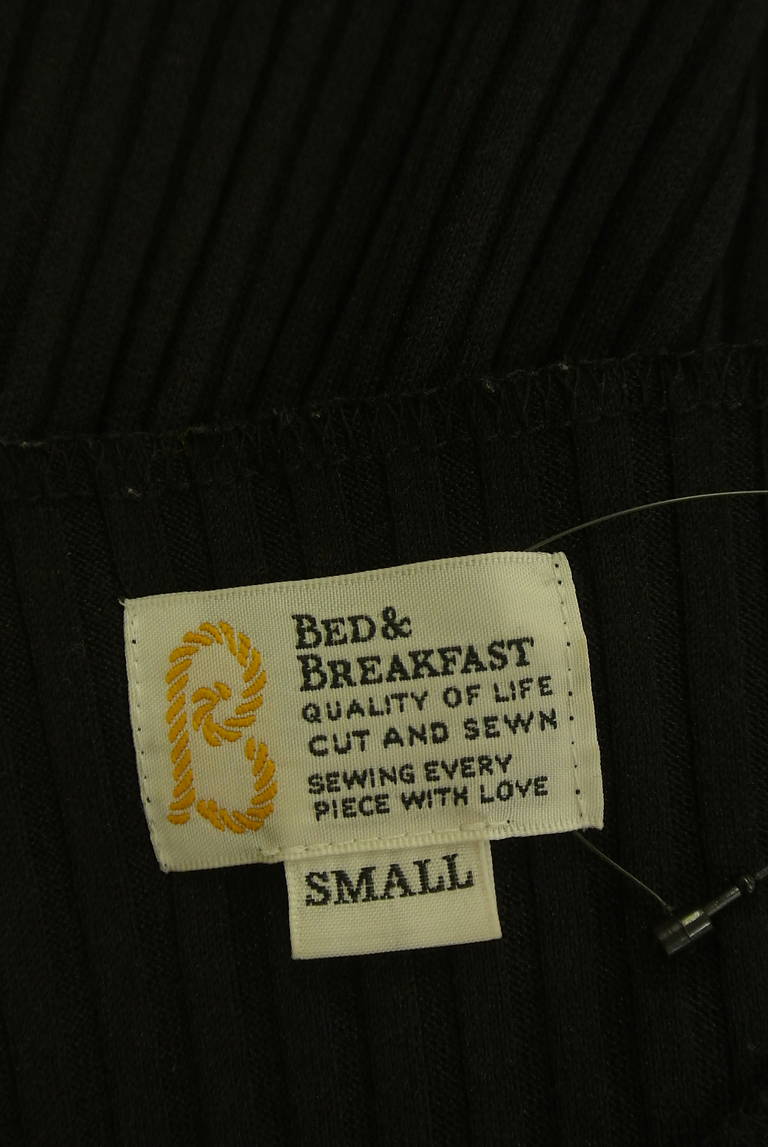 B
BED &
BREAKFAST
QUALITY OF LIFE
CUT AND SEWN
SEWING EVERY
PIECE WITH LOVE
SMALL